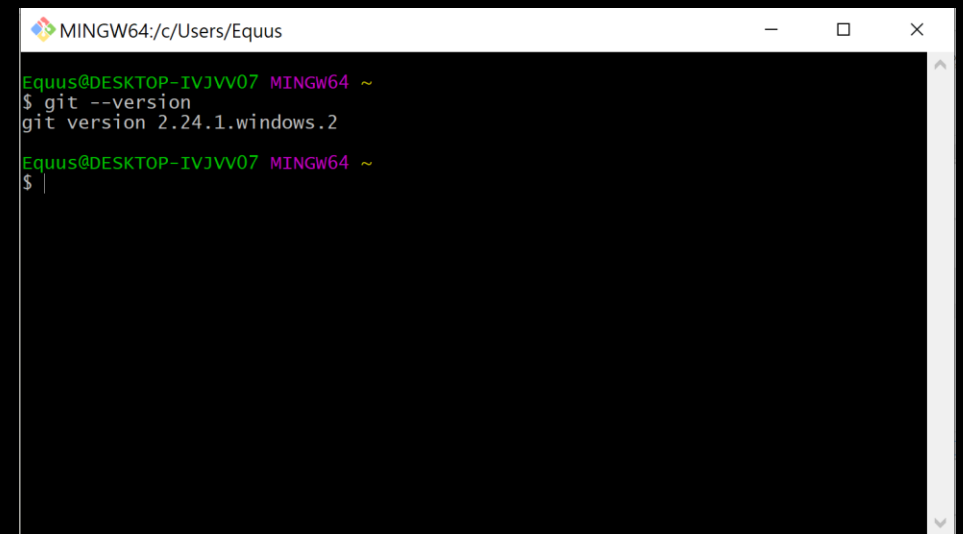 MINGW64:/c/Users/Equus
Equus@DESKTOP-IVJVV07 MINGW64 ~
$ git --version
git version 2.24.1.windows.2
Equus@DESKTOP-IVJVV07 MINGW64 ~
$